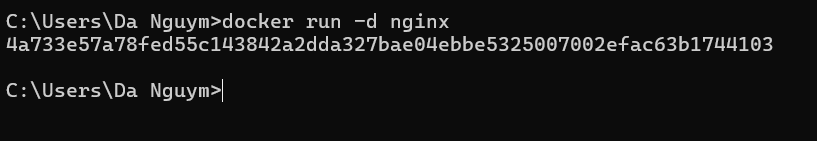 C:\Users\Da Nguym>docker run -d nginx
4a733e57a78fed55c143842a2dda327bae04ebbe5325007002efac63b1744103
C:\Users\Da Nguym>